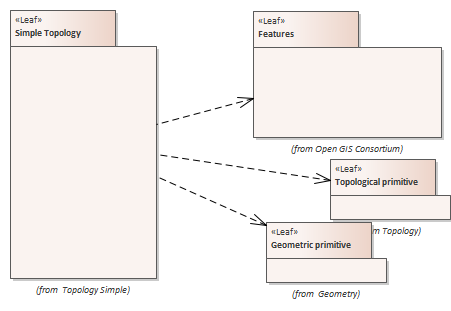 «Leaf»
Simple Topology
(from Topology Simple)
«Leaf»
Features
(from Open GIS Consortium)
«Leaf»
Topological primitive
Topology)
«Leaf»
Geometric primitive
(from Geometry)